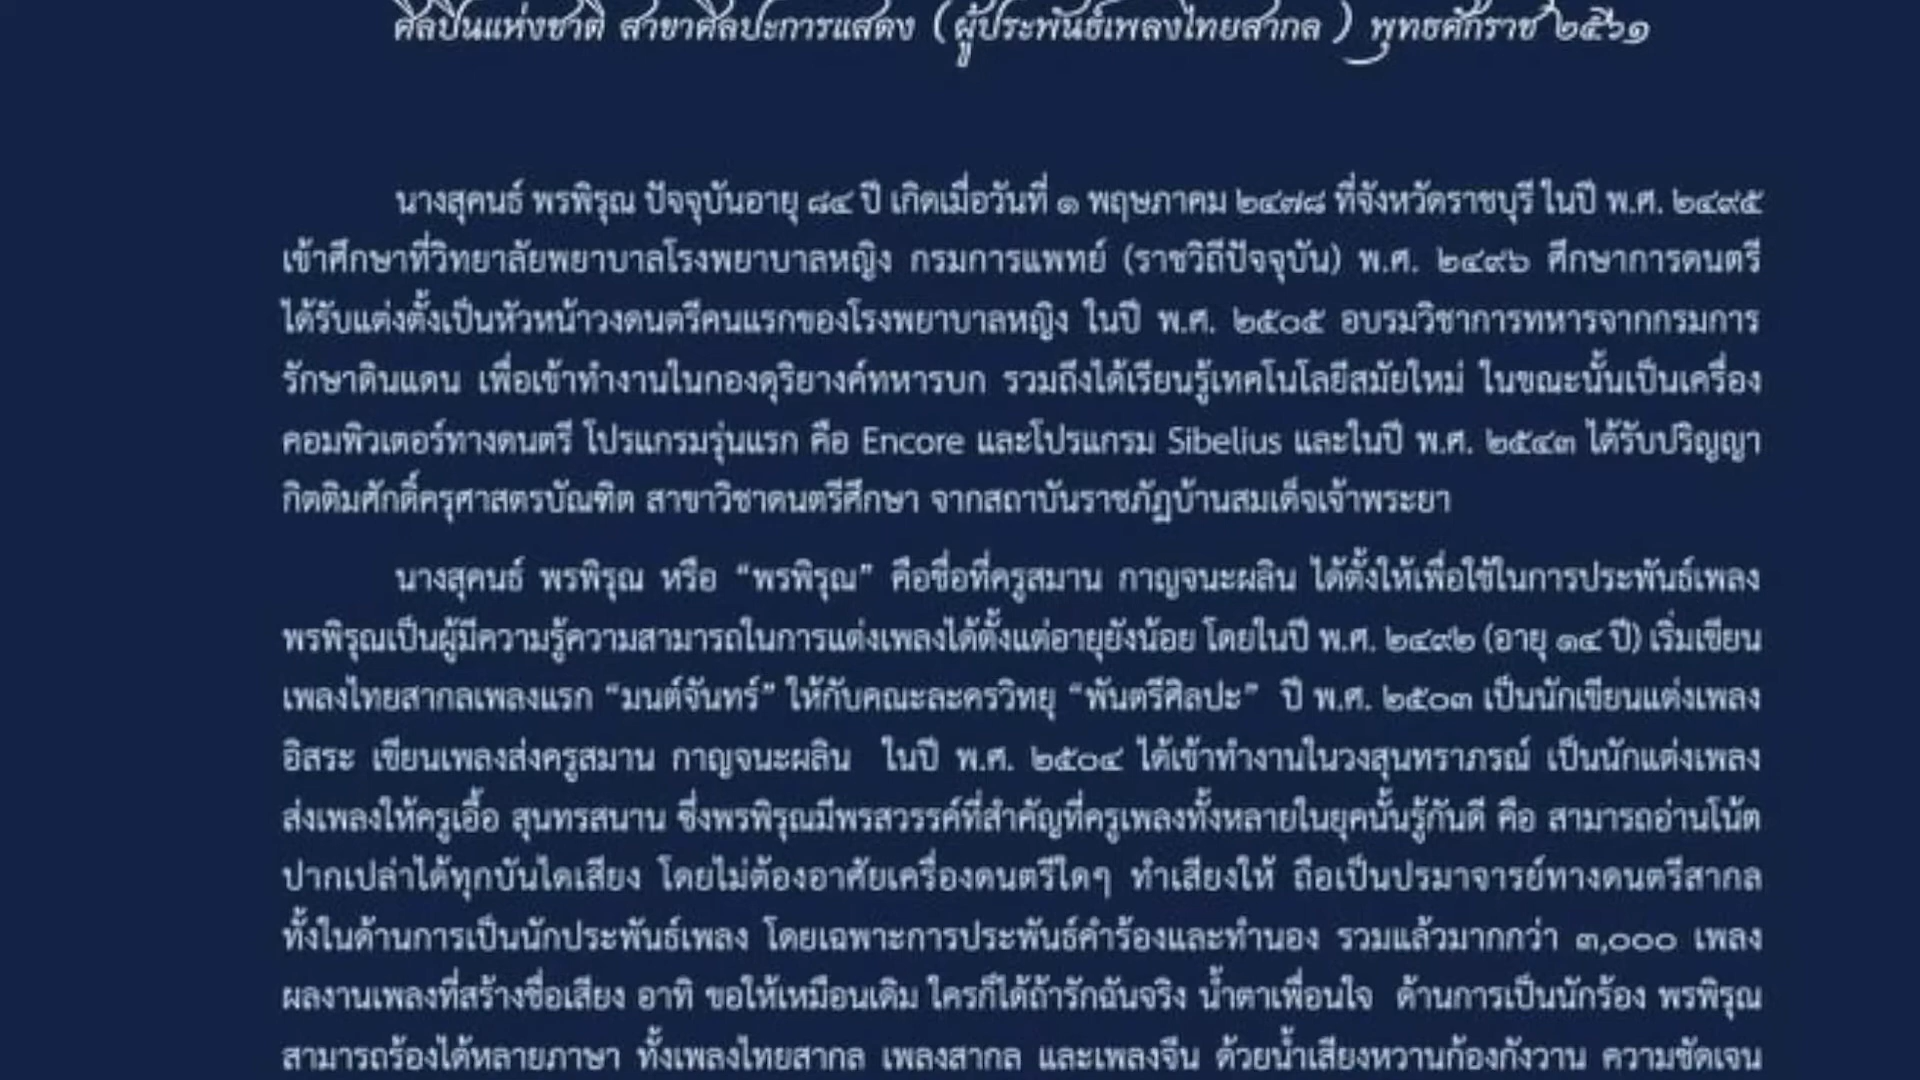 ศิลปินแห่งชาติ สาขาศิลปะการแสดง (ผู้ประพันธ์เพลงไทยสากล ) พุทธศักราช ๒๕๖๑
นางสุคนธ์ พรพิรุณ ปัจจุบันอายุ ๘๔ ปี เกิดเมื่อวันที่ ๑ พฤษภาคม ๒๔๗๘ ที่จังหวัดราชบุรี ในปี พ.ศ. ๒๔๙๕
เข้าศึกษาที่วิทยาลัยพยาบาลโรงพยาบาลหญิง กรมการแพทย์ (ราชวิถีปัจจุบัน) พ.ศ. ๒๔๙๖ ศึกษาการดนตรี
ได้รับแต่งตั้งเป็นหัวหน้าวงดนตรีคนแรกของโรงพยาบาลหญิง ในปี พ.ศ. ๒๕๐๕ อบรมวิชาการทหารจากกรมการ
รักษาดินแดน เพื่อเข้าทำงานในกองดุริยางค์ทหารบก รวมถึงได้เรียนรู้เทคโนโลยีสมัยใหม่ ในขณะนั้นเป็นเครื่อง
คอมพิวเตอร์ทางดนตรี โปรแกรมรุ่นแรก คือ Encore และโปรแกรม Sibelius และในปี พ.ศ. ๒๕๔๓ ได้รับปริญญา
กิตติมศักดิ์ครุศาสตรบัณฑิต สาขาวิชาดนตรีศึกษา จากสถาบันราชภัฏบ้านสมเด็จเจ้าพระยา
นางสุคนธ์ พรพิรุณ หรือ “พรพิรุณ” คือชื่อที่ครูสมาน กาญจนะผลิน ได้ตั้งให้เพื่อใช้ในการประพันธ์เพลง
พรพิรุณเป็นผู้มีความรู้ความสามารถในการแต่งเพลงได้ตั้งแต่อายุยังน้อย โดยในปี พ.ศ. ๒๔๙๒ (อายุ ๑๔ ปี) เริ่มเขียน
เพลงไทยสากลเพลงแรก “มนต์จันทร์” ให้กับคณะละครวิทยุ “พันตรีศิลปะ” ปี พ.ศ. ๒๕๐๓ เป็นนักเขียนแต่งเพลง
อิสระ เขียนเพลงส่งครูสมาน กาญจนะผลิน ในปี พ.ศ. ๒๕๐๔ ได้เข้าทำงานในวงสุนทราภรณ์ เป็นนักแต่งเพลง
ส่งเพลงให้ครูเอื้อ สุนทรสนาน ซึ่งพรพิรุณมีพรสวรรค์ที่สำคัญที่ครูเพลงทั้งหลายในยุคนั้นรู้กันดี คือ สามารถอ่านโน้ต
ปากเปล่าได้ทุกบันไดเสียง โดยไม่ต้องอาศัยเครื่องดนตรีใดๆ ทำเสียงให้ ถือเป็นปรมาจารย์ทางดนตรีสากล
ทั้งในด้านการเป็นนักประพันธ์เพลง โดยเฉพาะการประพันธ์คำร้องและทำนอง รวมแล้วมากกว่า ๓,๐๐๐ เพลง
ผลงานเพลงที่สร้างชื่อเสียง อาทิ ขอให้เหมือนเดิม ใครก็ได้ถ้ารักฉันจริง น้ำตาเพื่อนใจ ด้านการเป็นนักร้อง พรพิรุณ
สามารถร้องได้หลายภาษา ทั้งเพลงไทยสากล เพลงสากล และเพลงจีน ด้วยน้ำเสียงหวานก้องกังวาน ความชัดเจน